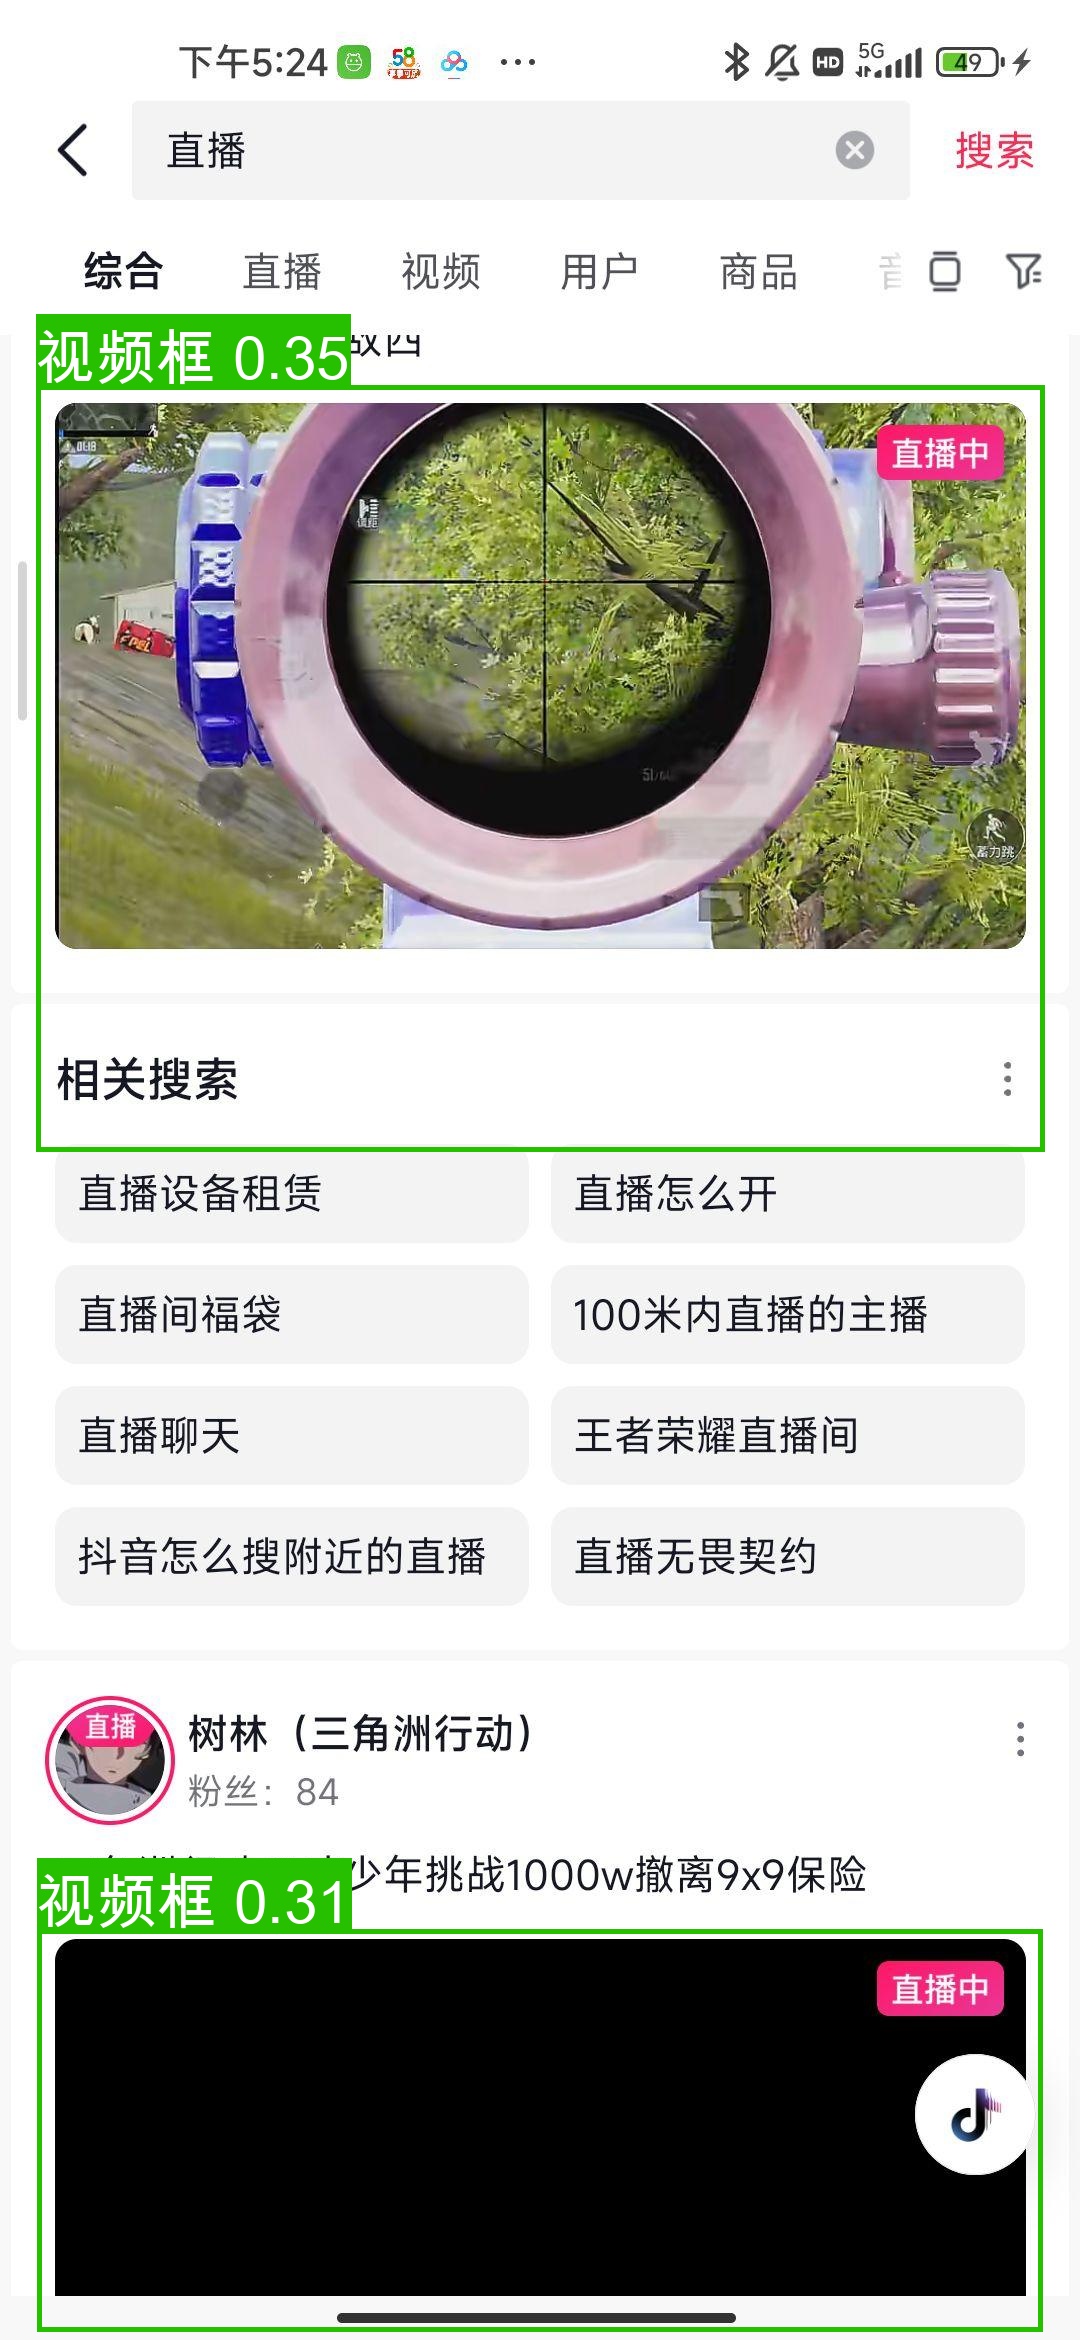 下午5:24 58 ... HD 5G 49
直播 搜索
综合 直播 视频 用户 商品
视频框 0.35
直播中
蓄力跳
相关搜索
直播设备租赁 直播怎么开
直播间福袋 100米内直播的主播
直播聊天 王者荣耀直播间
抖音怎么搜附近的直播 直播无畏契约
直播
树林（三角洲行动）
粉丝：84
少年挑战1000w撤离9x9保险
视频框 0.31
直播中